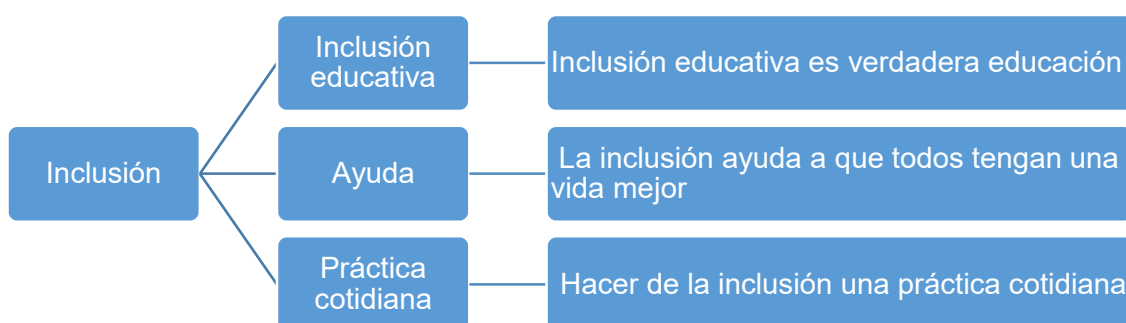 Inclusión
Inclusión
educativa
Inclusión educativa es verdadera educación
Ayuda
La inclusión ayuda a que todos tengan una
vida mejor
Práctica
cotidiana
Hacer de la inclusión una práctica cotidiana